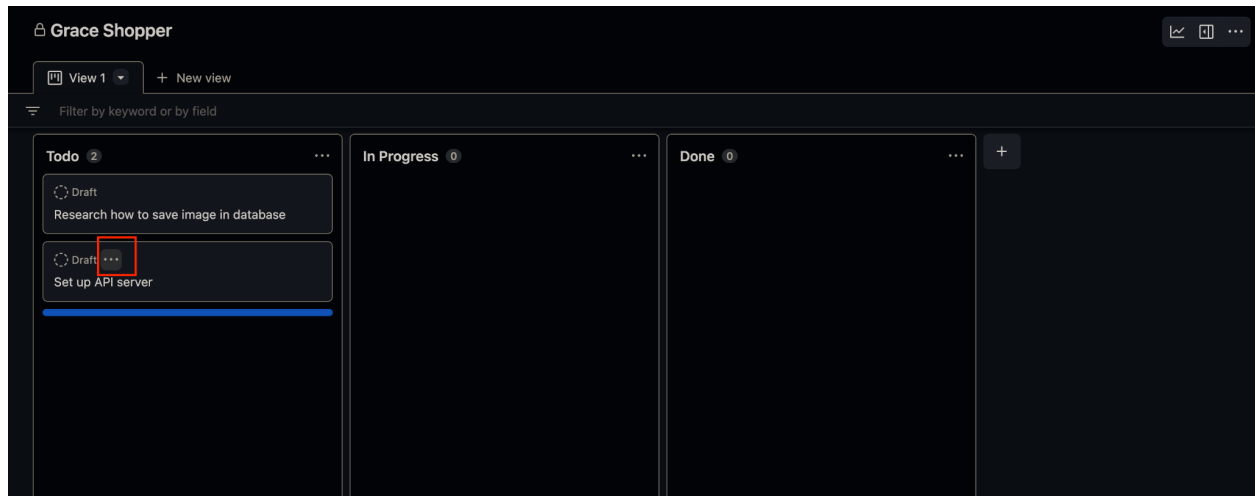 Grace Shopper
View 1
+ New view
Filter by keyword or by field
Todo 2
In Progress 0
Done 0
Draft
Research how to save image in database
Draft
Set up API server